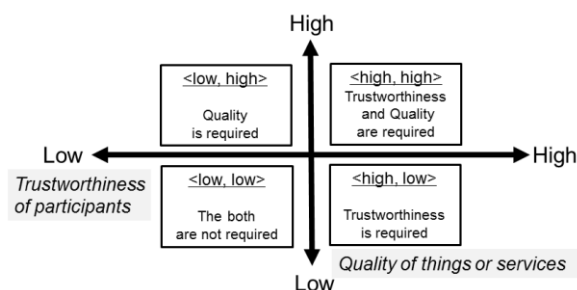 High
<low, high>
Quality
is required
<high, high>
Trustworthiness
and Quality
are required
Low
High
Trustworthiness
of participants
<low, low>
The both
are not required
<high, low>
Trustworthiness
is required
Quality of things or services
Low